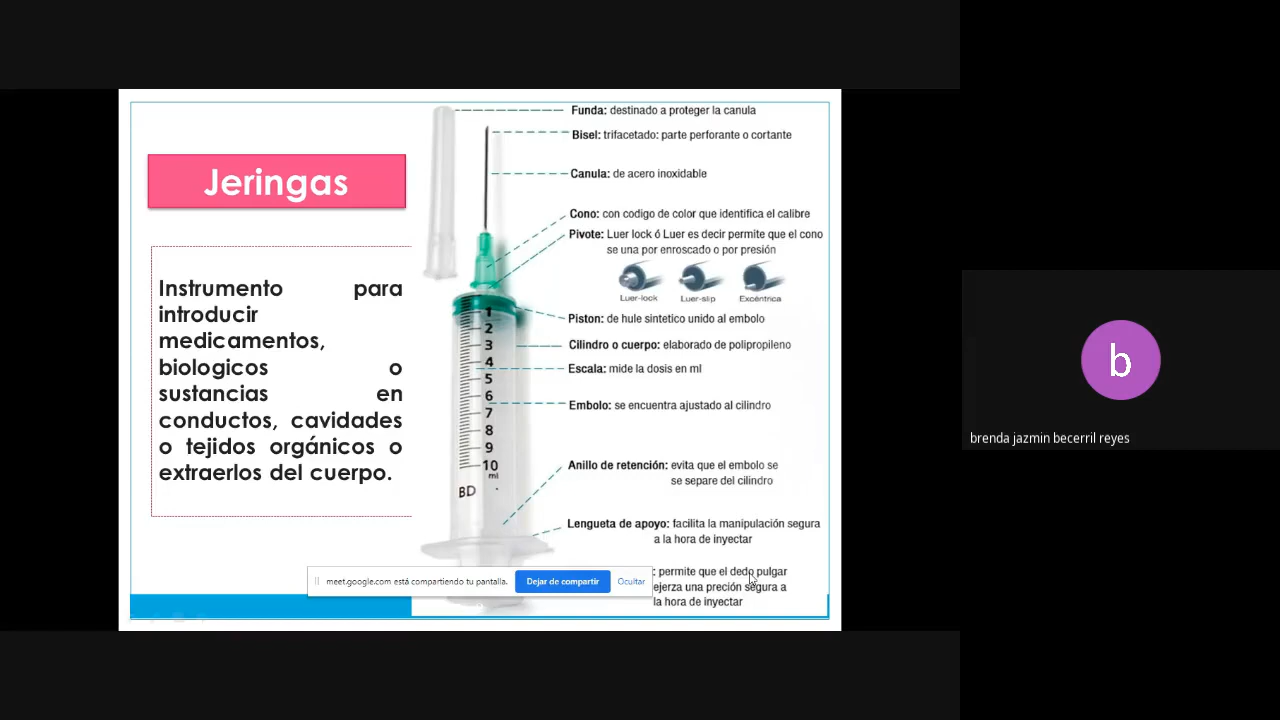 Jeringas
Instrumento para
introducir
medicamentos,
biologicos o
sustancias en
conductos, cavidades
o tejidos orgánicos o
extraerlos del cuerpo.
Funda: destinado a proteger la canula
Bisel: trifacetado: parte perforante o cortante
Canula: de acero inoxidable
Cono: con codigo de color que identifica el calibre
Pivote: Luer lock ó Luer es decir permite que el cono
se una por enroscado o por presión
Luer-lock Luer-slip Excéntrica
Piston: de hule sintetico unido al embolo
Cilindro o cuerpo: elaborado de polipropileno
Escala: mide la dosis en ml
Embolo: se encuentra ajustado al cilindro
Anillo de retención: evita que el embolo se
se separe del cilindro
Lengueta de apoyo: facilita la manipulación segura
a la hora de inyectar
: permite que el dedo pulgar
ejerza una preción segura a
la hora de inyectar
1
2
3
4
5
6
7
8
9
10
ml
BD
meet.google.com está compartiendo tu pantalla. Dejar de compartir Ocultar
b
brenda jazmin becerril reyes